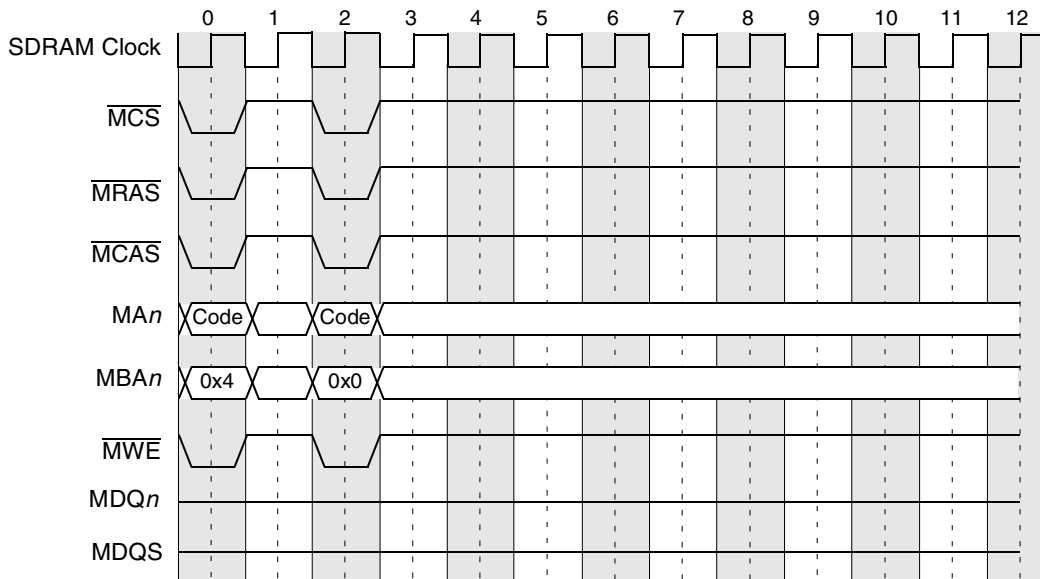 0 1 2 3 4 5 6 7 8 9 10 11 12
SDRAM Clock
MCS
MRAS
MCAS
MAn Code Code
MBAn 0x4 0x0
MWE
MDQn
MDQS